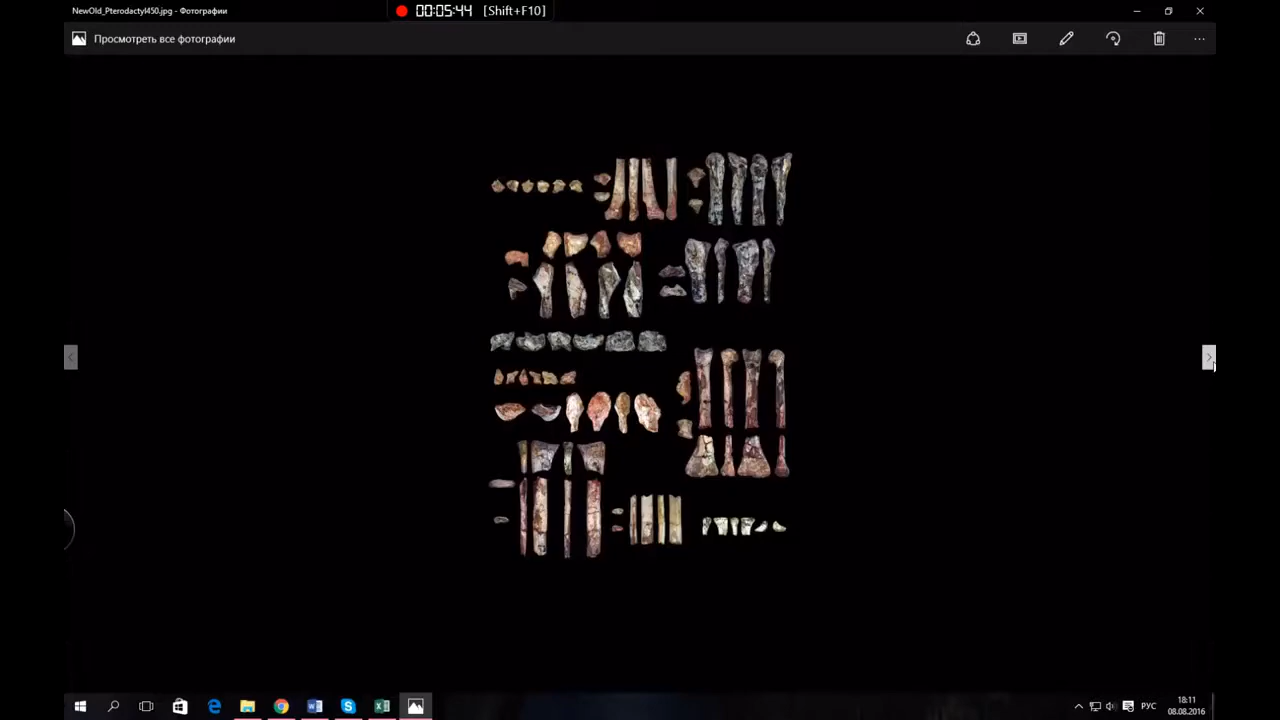 NewOld_Pterodactyl450.jpg - Фотографии
00:05:44 [Shift+F10]
Просмотреть все фотографии
РУС
18:11
08.08.2016